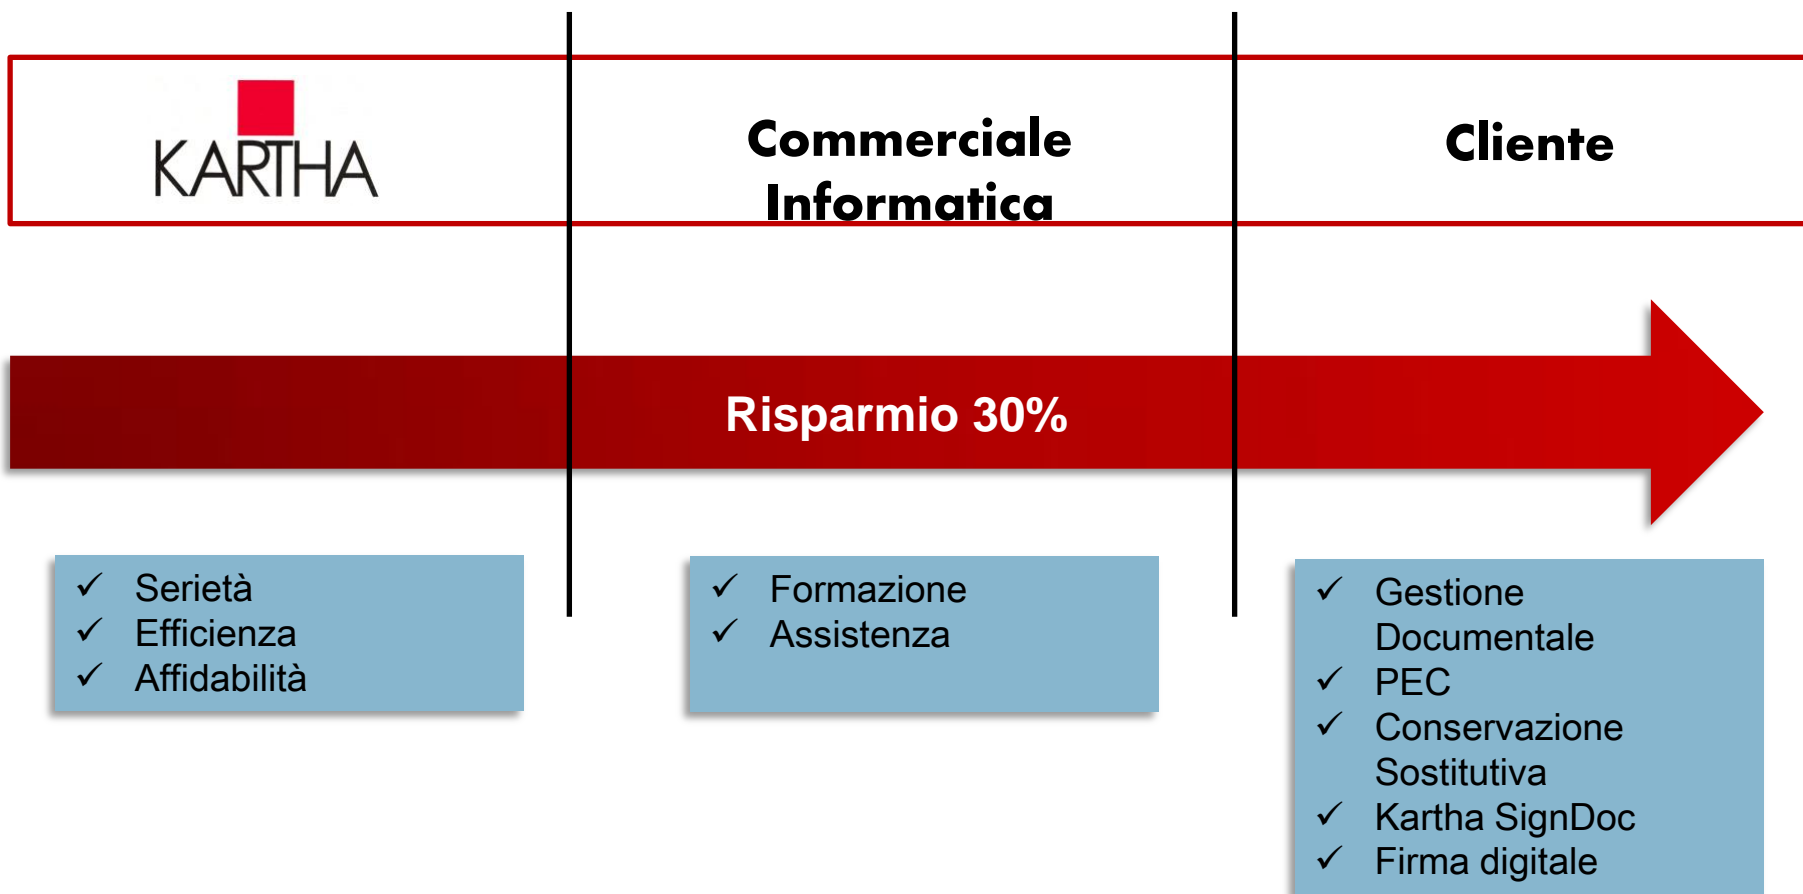 KARTHA
Commerciale
Informatica
Cliente
Risparmio 30%
Serietà
Efficienza
Affidabilità
Formazione
Assistenza
Gestione
Documentale
PEC
Conservazione
Sostitutiva
Kartha SignDoc
Firma digitale